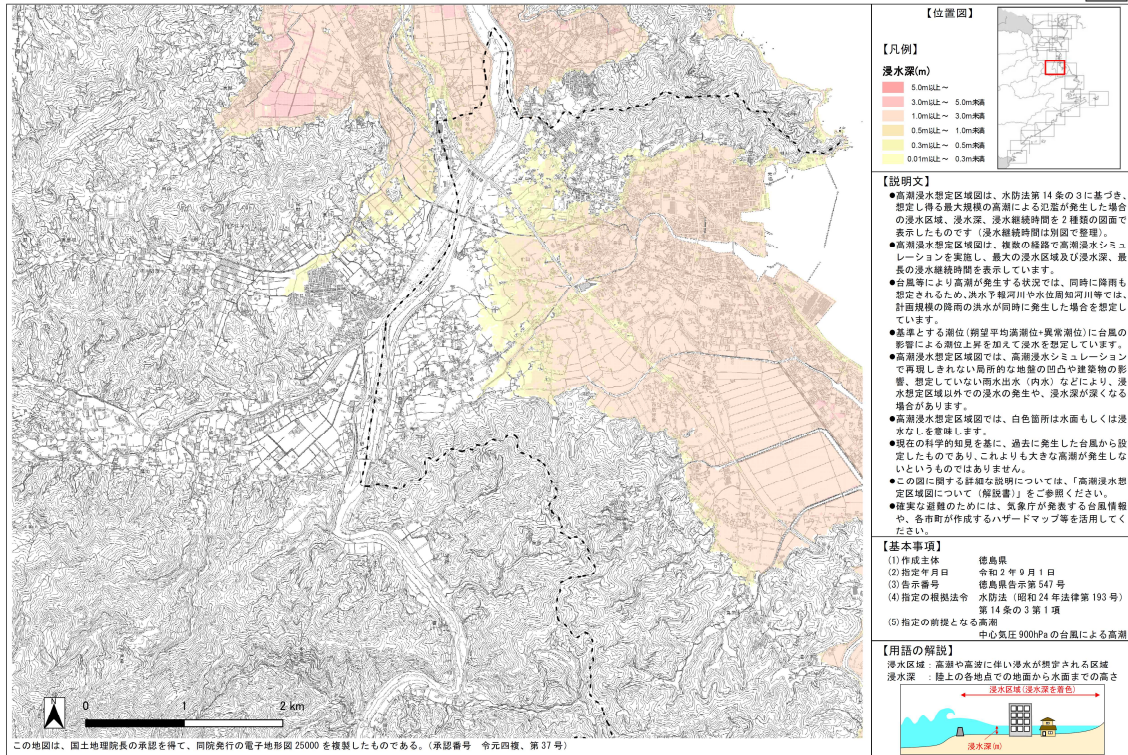 【位置図】
【凡例】
浸水深(m)
5.0m以上～
3.0m以上～ 5.0m未満
1.0m以上～ 3.0m未満
0.5m以上～ 1.0m未満
0.3m以上～ 0.5m未満
0.01m以上～ 0.3m未満
【説明文】
●高潮浸水想定区域図は、水防法第14条の3に基づき、
想定し得る最大規模の高潮による氾濫が発生した場合
の浸水区域、浸水深、浸水継続時間を2種類の図面で
表示したものです（浸水継続時間は別図で整理）。
●高潮浸水想定区域図は、複数の経路で高潮浸水シミュ
レーションを実施し、最大の浸水区域及び浸水深、最
長の浸水継続時間を表示しています。
●台風等により高潮が発生する状況では、同時に降雨も
想定されるため、洪水予報河川や水位周知河川等では、
計画規模の降雨の洪水が同時に発生した場合を想定し
ています。
●基準とする潮位(朔望平均満潮位+異常潮位)に台風の
影響による潮位上昇を加えて浸水を想定しています。
●高潮浸水想定区域図では、高潮浸水シミュレーション
で再現しきれない局所的な地盤の凹凸や建築物の影
響、想定していない雨水出水（内水）などにより、浸
水想定区域以外での浸水の発生や、浸水深が深くなる
場合があります。
●高潮浸水想定区域図では、白色箇所は水面もしくは浸
水なしを意味します。
●現在の科学的知見を基に、過去に発生した台風から設
定したものであり、これよりも大きな高潮が発生しな
いというものではありません。
●この図に関する詳細な説明については、「高潮浸水想
定区域図について（解説書）」をご参照ください。
●確実な避難のためには、気象庁が発表する台風情報
や、各市町が作成するハザードマップ等を活用してく
ださい。
【基本事項】
(1)作成主体 徳島県
(2)指定年月日 令和2年9月1日
(3)告示番号 徳島県告示第547号
(4)指定の根拠法令 水防法（昭和24年法律第193号）
第14条の3第1項
(5)指定の前提となる高潮
中心気圧900hPaの台風による高潮
【用語の解説】
浸水区域：高潮や高波に伴い浸水が想定される区域
浸水深 ：陸上の各地点での地面から水面までの高さ
浸水区域(浸水深を着色)
浸水深(m)
N
0 1 2 km
この地図は、国土地理院長の承認を得て、同院発行の電子地形図25000を複製したものである。（承認番号 令元四複、第37号）